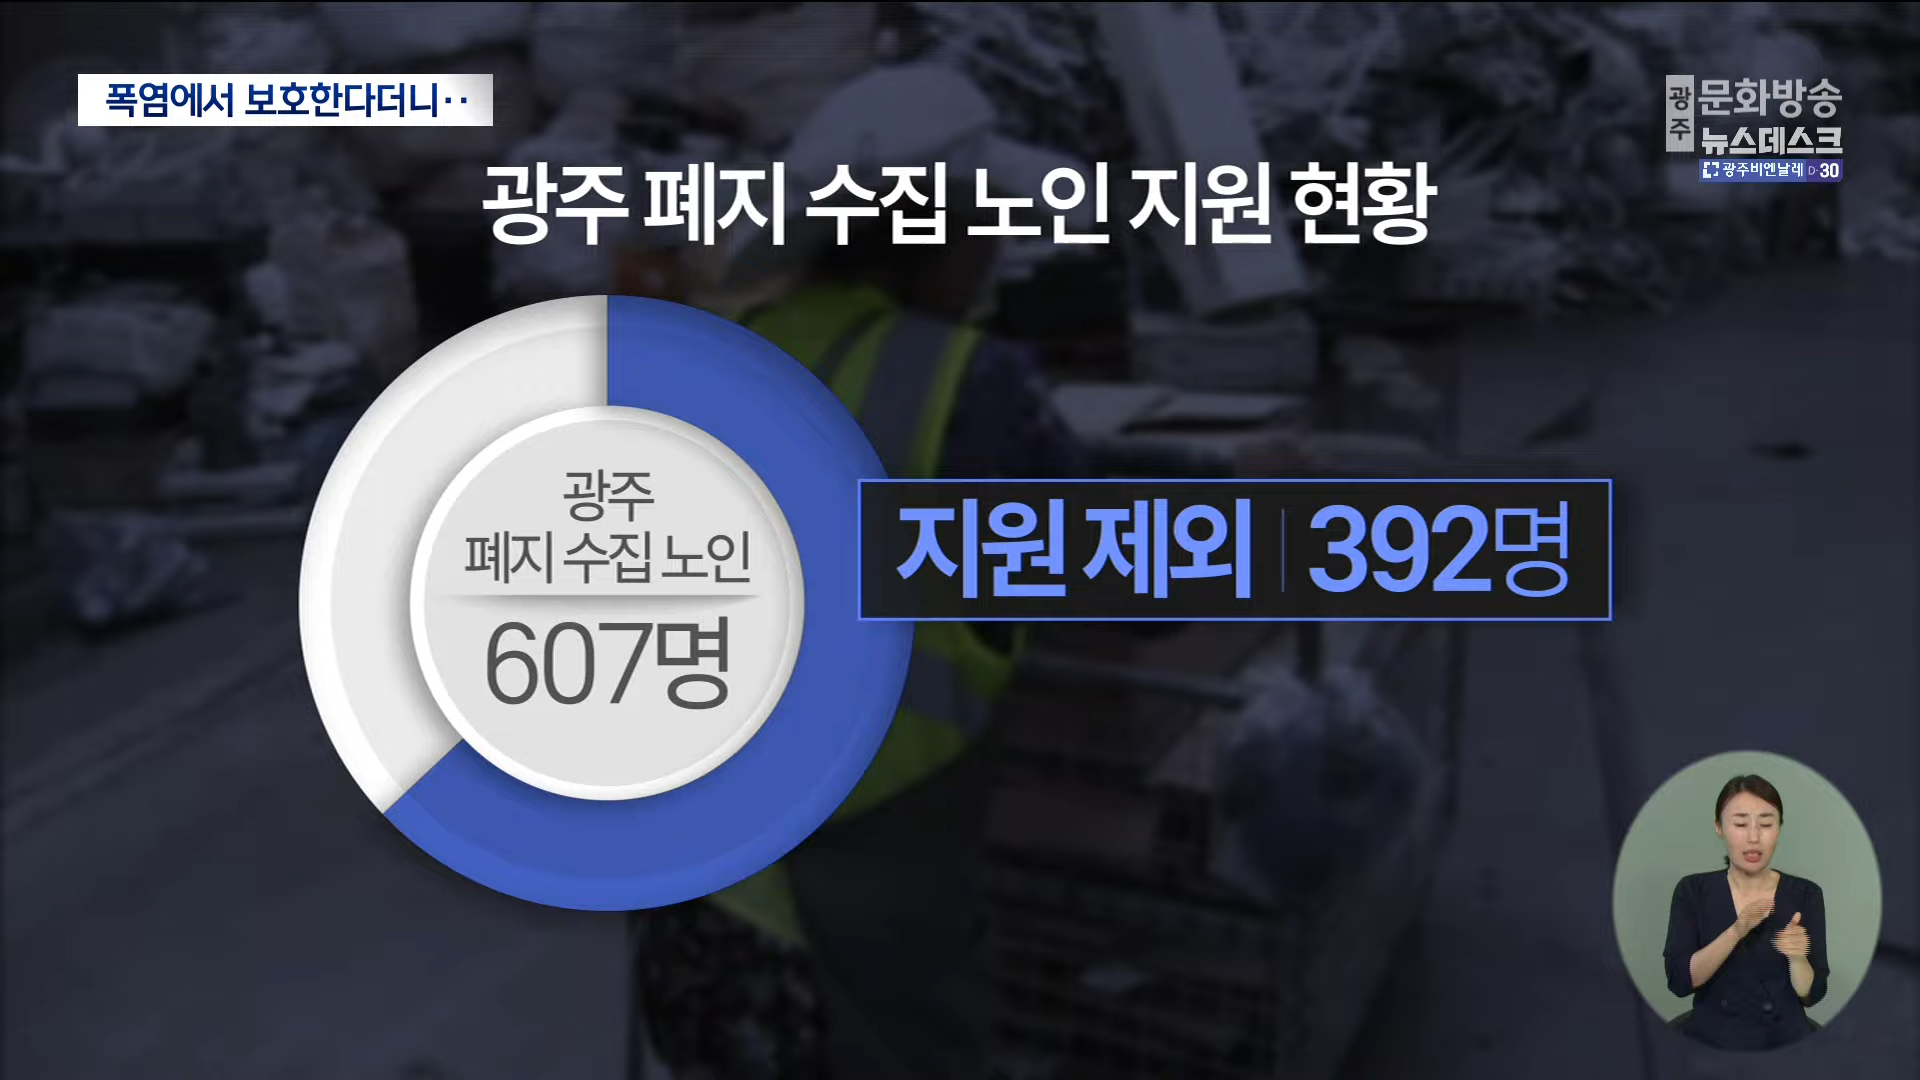 폭염에서 보호한다더니··
광주 문화방송
뉴스데스크
광주비엔날레 D-30
광주 폐지 수집 노인 지원 현황
광주
폐지 수집 노인
607명
지원 제외 392명